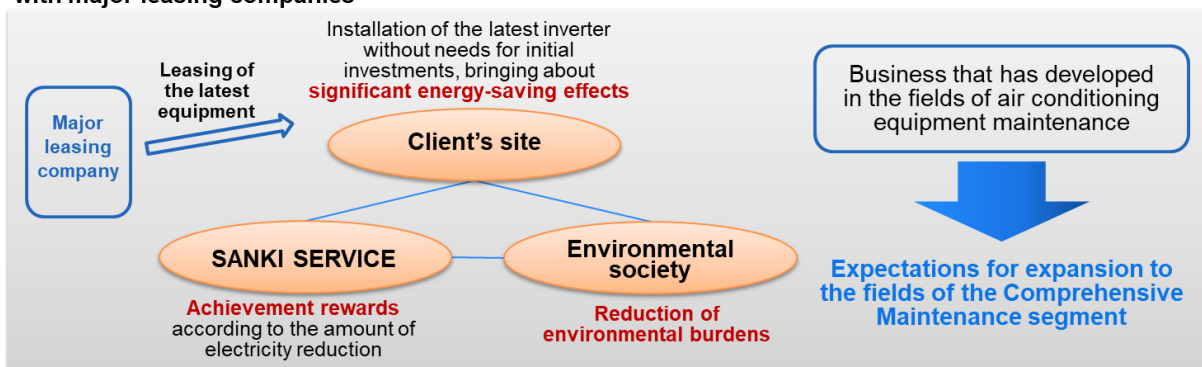 with major leasing companies
Installation of the latest inverter
without needs for initial
investments, bringing about
significant energy-saving effects
Leasing of
the latest
equipment
Major
leasing
company
Client's site
SANKI SERVICE
Achievement rewards
according to the amount of
electricity reduction
Environmental
society
Reduction of
environmental burdens
Business that has developed
in the fields of air conditioning
equipment maintenance
Expectations for expansion to
the fields of the Comprehensive
Maintenance segment